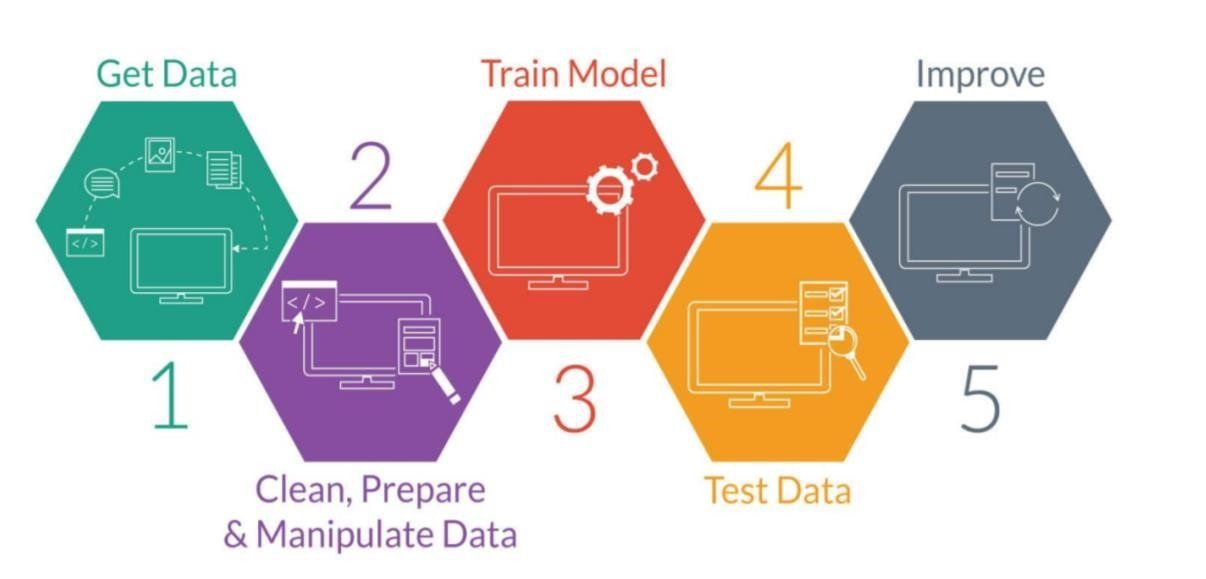 Get Data
</>
1
2
</>
Clean, Prepare
& Manipulate Data
Train Model
3
4
Test Data
Improve
5